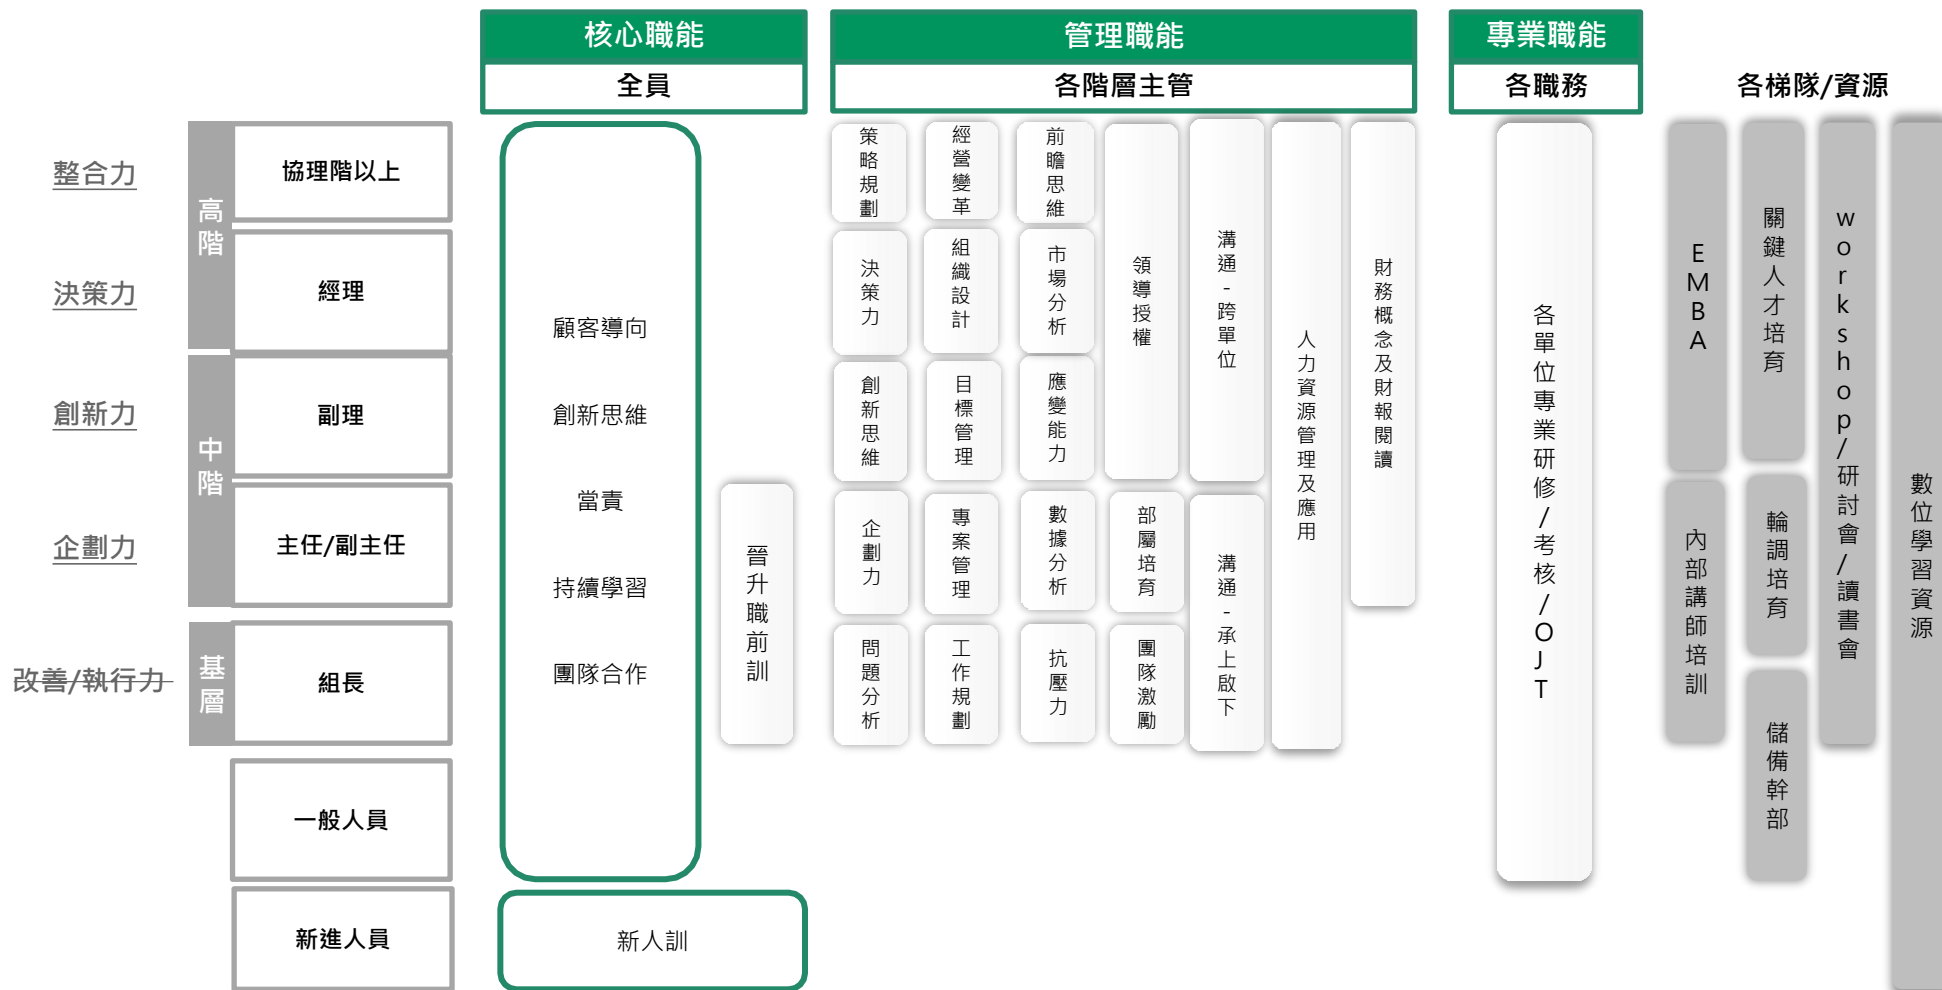 核心職能
管理職能
專業職能
全員
各階層主管
各職務
各梯隊/資源
整合力
決策力
創新力
企劃力
改善/執行力
高階
中階
基層
協理階以上
經理
副理
主任/副主任
組長
一般人員
新進人員
顧客導向
創新思維
當責
持續學習
團隊合作
新人訓
晉升職前訓
策略規劃
經營變革
前瞻思維
決策力
組織設計
市場分析
創新思維
目標管理
應變能力
企劃力
專案管理
數據分析
部屬培育
問題分析
工作規劃
抗壓力
團隊激勵
領導授權
溝通-跨單位
溝通-承上啟下
人力資源管理及應用
財務概念及財報閱讀
各單位專業研修/考核/OJT
EMBA
內部講師培訓
關鍵人才培育
輪調培育
儲備幹部
workshop/研討會/讀書會
數位學習資源